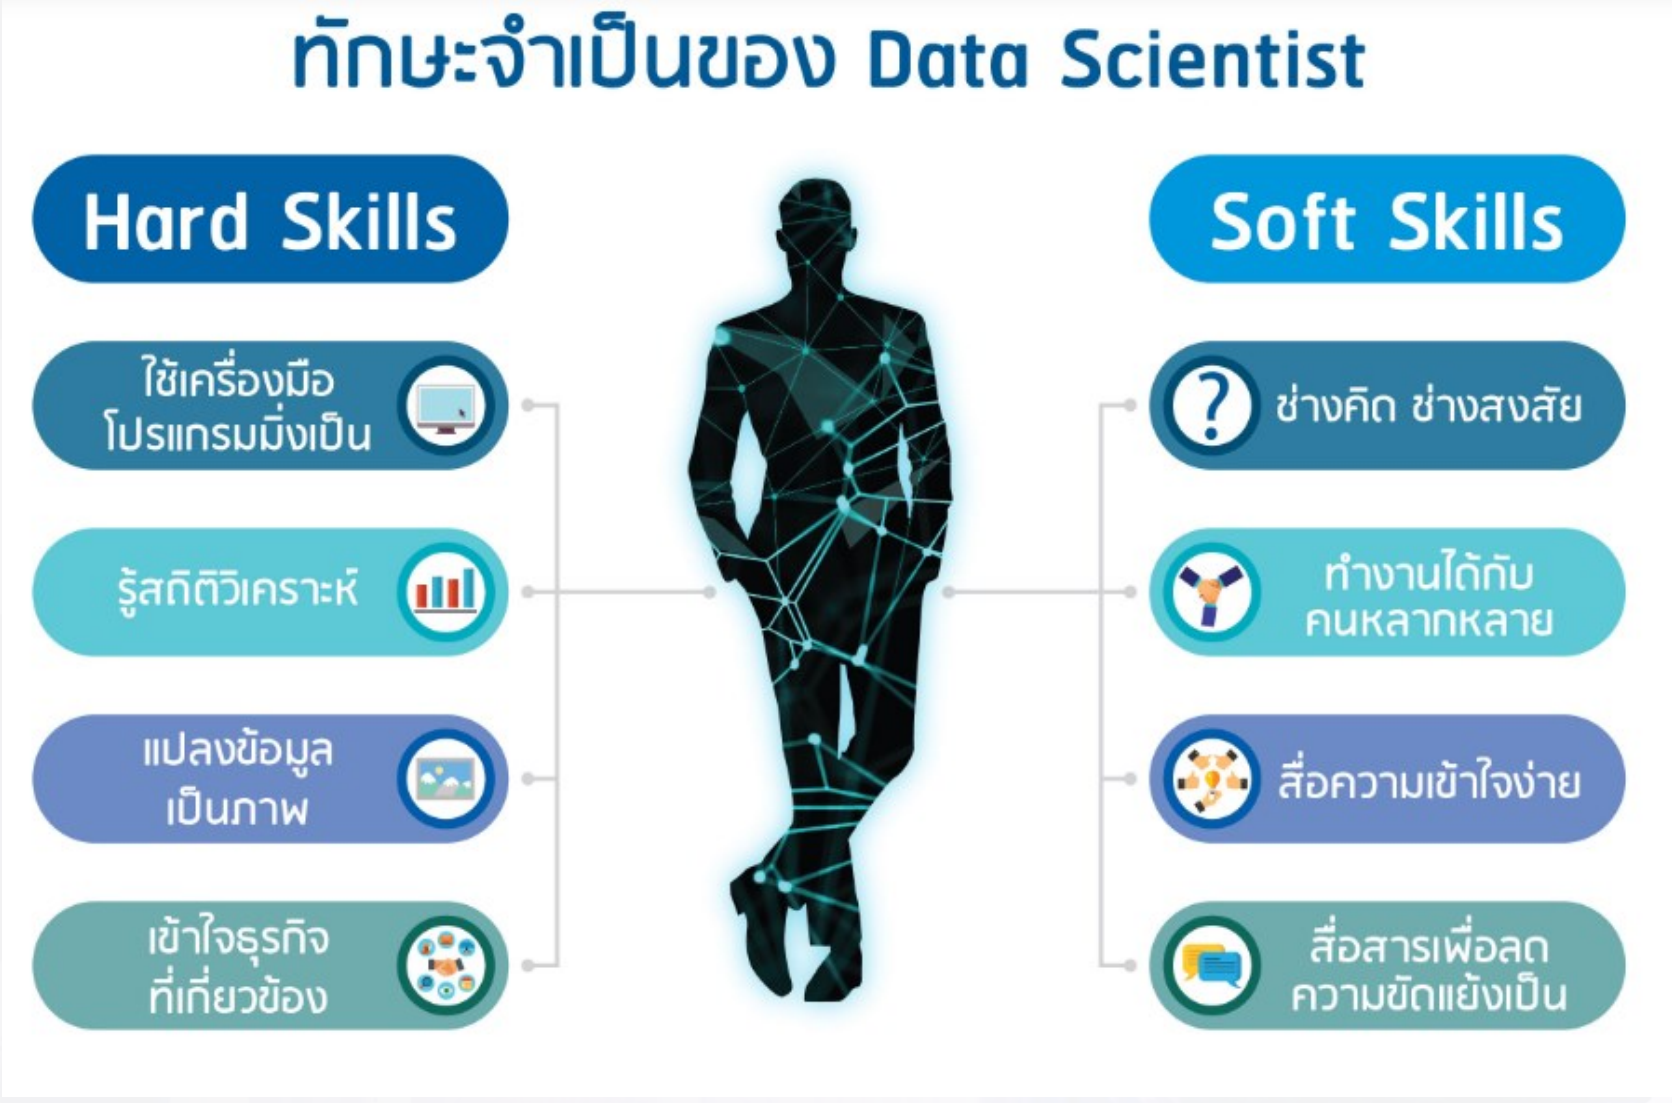 ทักษะจำเป็นของ Data Scientist
Hard Skills
ใช้เครื่องมือ
โปรแกรมมิ่งเป็น
รู้สถิติวิเคราะห์
แปลงข้อมูล
เป็นภาพ
เข้าใจธุรกิจ
ที่เกี่ยวข้อง
Soft Skills
ช่างคิด ช่างสงสัย
ทำงานได้กับ
คนหลากหลาย
สื่อความเข้าใจง่าย
สื่อสารเพื่อลด
ความขัดแย้งเป็น